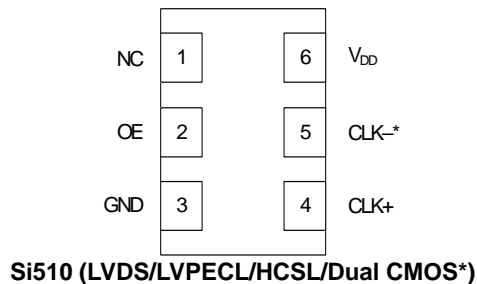 NC 1 6 VDD
OE 2 5 CLK–*
GND 3 4 CLK+
Si510 (LVDS/LVPECL/HCSL/Dual CMOS*)